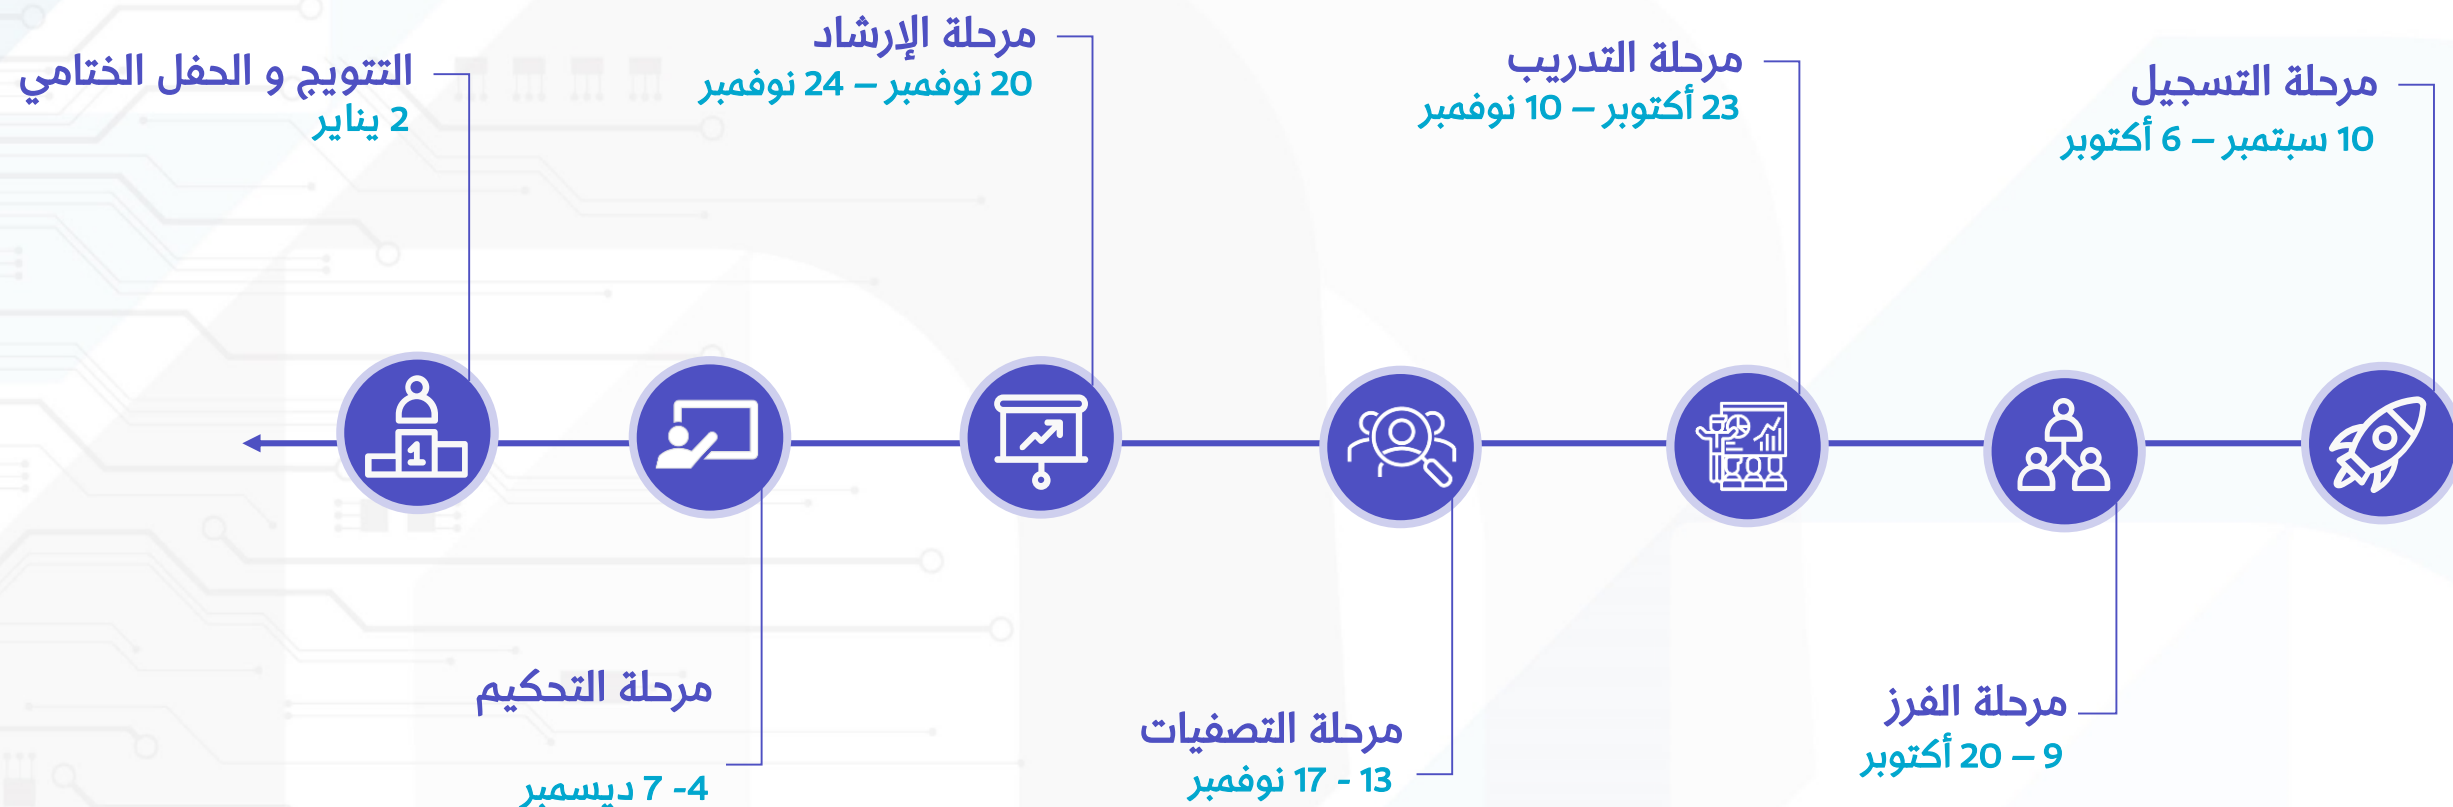 مرحلة التسجيل
10 سبتمبر – 6 أكتوبر
مرحلة الفرز
9 – 20 أكتوبر
مرحلة التدريب
23 أكتوبر – 10 نوفمبر
مرحلة التصفيات
13 - 17 نوفمبر
مرحلة الإرشاد
20 نوفمبر – 24 نوفمبر
مرحلة التحكيم
4- 7 ديسمبر
التتويج و الحفل الختامي
2 يناير
1